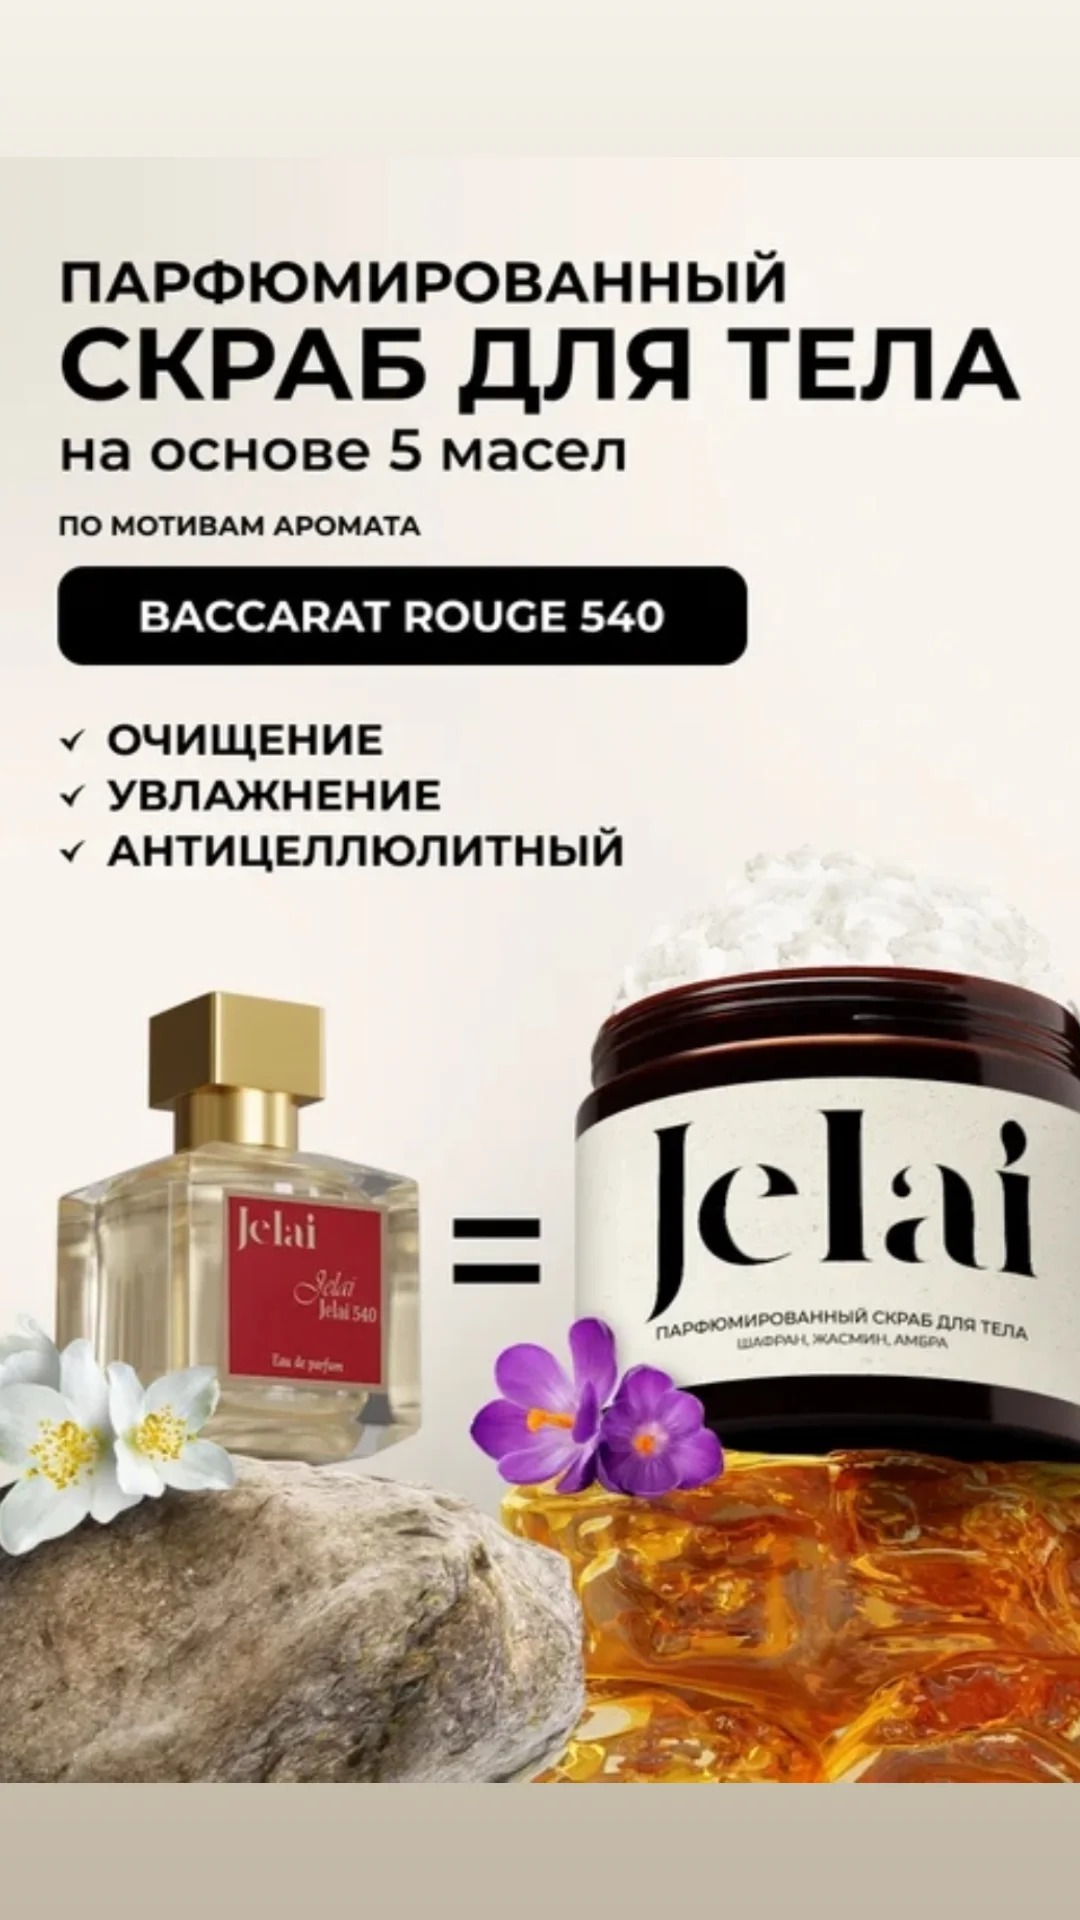 ПАРФЮМИРОВАННЫЙ
СКРАБ ДЛЯ ТЕЛА
на основе 5 масел
ПО МОТИВАМ АРОМАТА
BACCARAT ROUGE 540
✓ ОЧИЩЕНИЕ
✓ УВЛАЖНЕНИЕ
✓ АНТИЦЕЛЛЮЛИТНЫЙ
Jelai
Jelai
Jelai 540
Eau de parfum
=
Jelai
ПАРФЮМИРОВАННЫЙ СКРАБ ДЛЯ ТЕЛА
ШАФРАН, ЖАСМИН, АМБРА